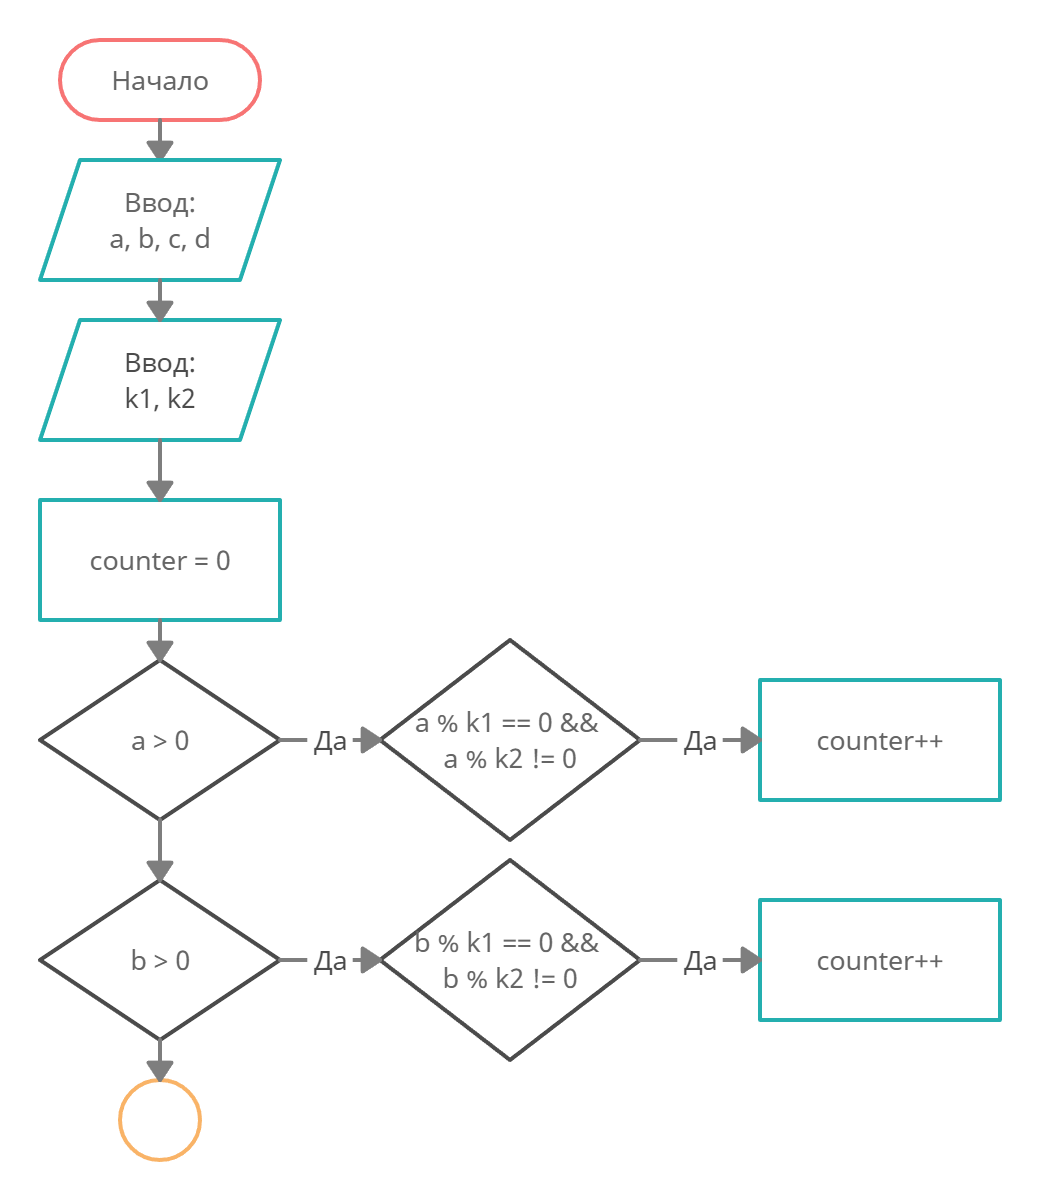 Начало
Ввод:
a, b, c, d
Ввод:
k1, k2
counter = 0
a > 0
Да
a % k1 == 0 &&
a % k2 != 0
Да
counter++
b > 0
Да
b % k1 == 0 &&
b % k2 != 0
Да
counter++